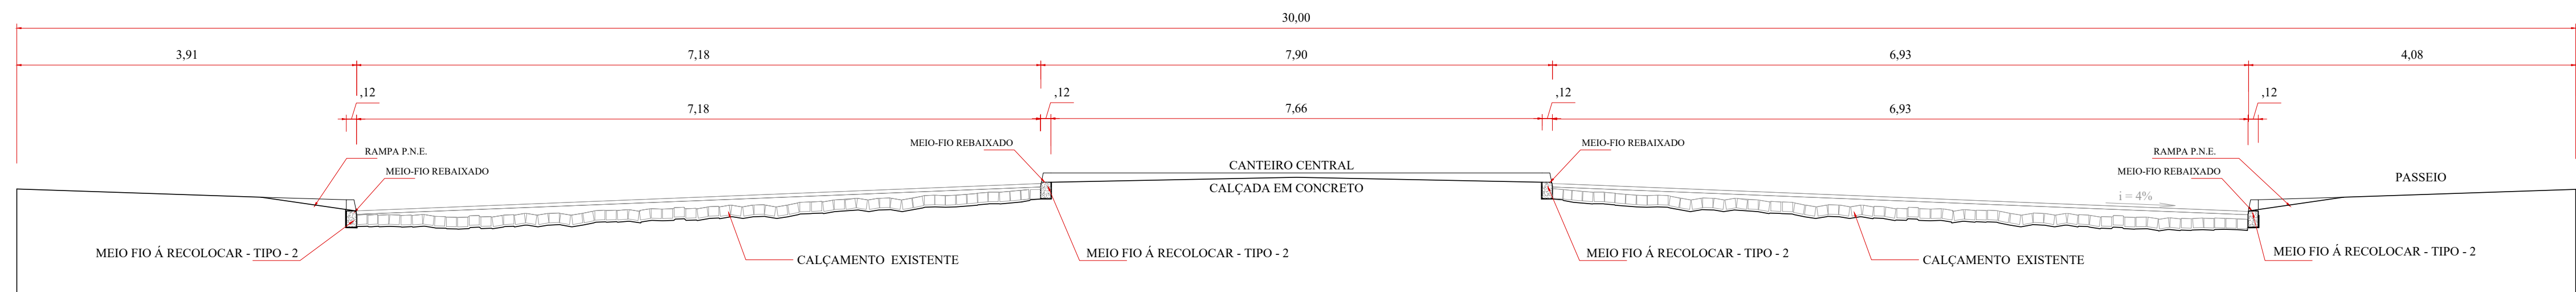 30,00
3,91
7,18
7,90
6,93
4,08
,12
7,18
,12
7,66
,12
6,93
,12
RAMPA P.N.E.
MEIO-FIO REBAIXADO
MEIO-FIO REBAIXADO
CANTEIRO CENTRAL
CALÇADA EM CONCRETO
MEIO-FIO REBAIXADO
RAMPA P.N.E.
MEIO-FIO REBAIXADO
PASSEIO
i = 4%
MEIO FIO Á RECOLOCAR - TIPO - 2
CALÇAMENTO EXISTENTE
MEIO FIO Á RECOLOCAR - TIPO - 2
MEIO FIO Á RECOLOCAR - TIPO - 2
CALÇAMENTO EXISTENTE
MEIO FIO Á RECOLOCAR - TIPO - 2